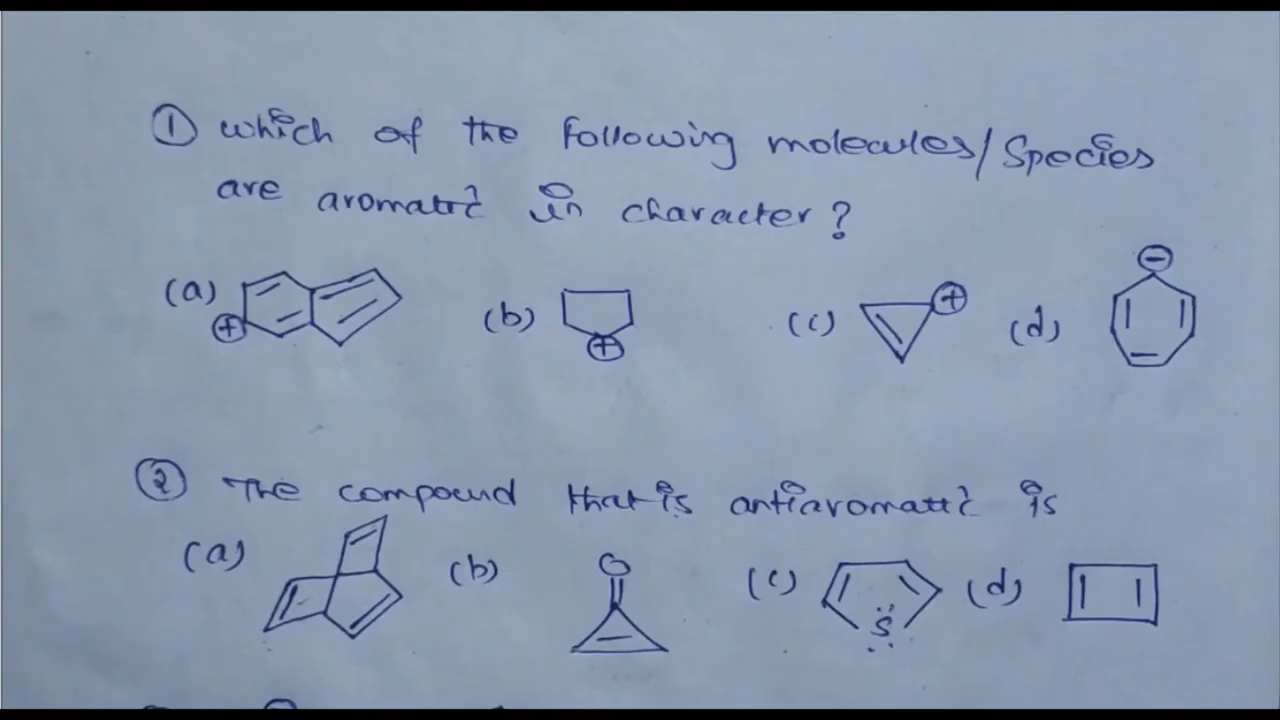 ① which of the following molecules/Species
are aromatic in character?
(a) (b) (c) (d)
⊕ ⊕ ⊕ ⊖
② The compound that is antiaromatic is
(a) (b) (c) (d)
O
S